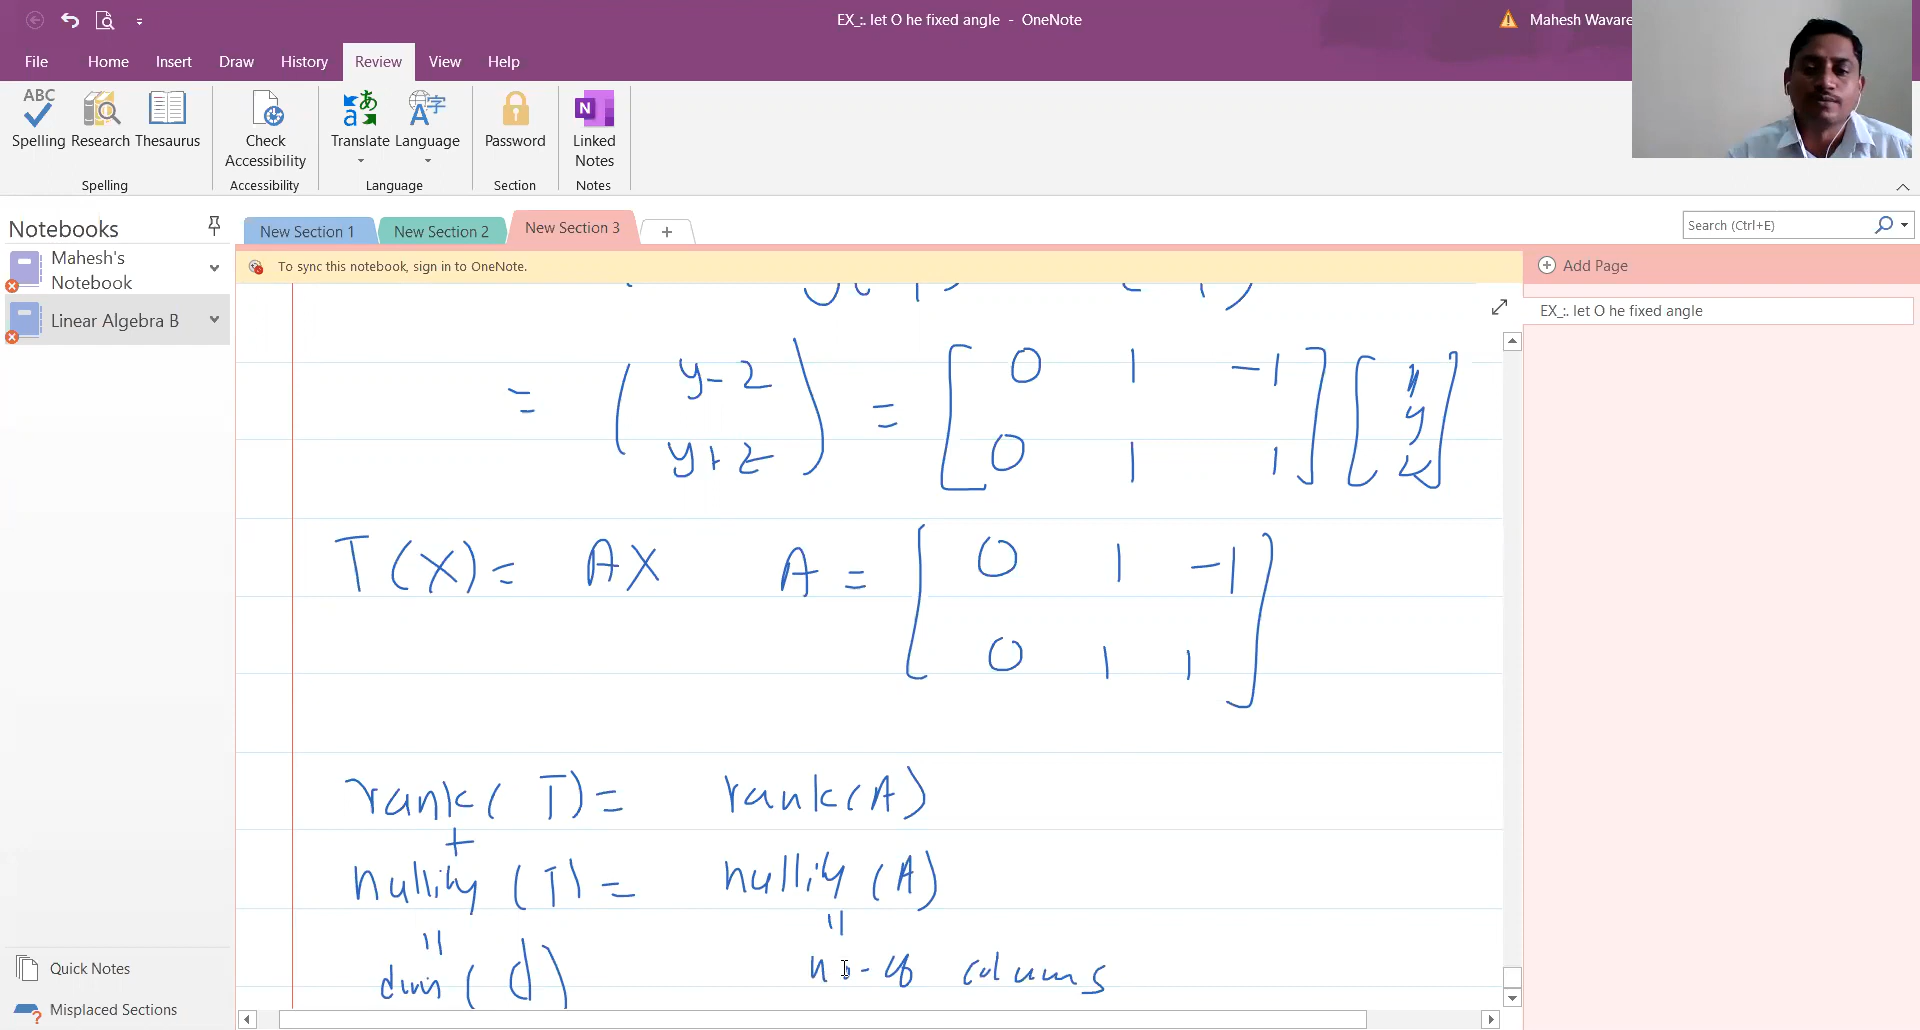 EX_:. let O he fixed angle - OneNote
Mahesh Wavare
File Home Insert Draw History Review View Help
ABC
Spelling Research Thesaurus
Check Accessibility
Translate Language
Password
Linked Notes
Spelling Accessibility Language Section Notes
Notebooks
New Section 1 New Section 2 New Section 3 +
Search (Ctrl+E)
Mahesh's Notebook
To sync this notebook, sign in to OneNote.
Add Page
Linear Algebra B
EX_:. let O he fixed angle
= ( y - z
y + z ) = [ 0 1 -1
0 1 1 ] [ x
y
z ]
T(X) = AX A = [ 0 1 -1
0 1 1 ]
rank(T) = rank(A)
+
nullity(T) = nullity(A)
= =
dim(d) no. of colums
Quick Notes
Misplaced Sections